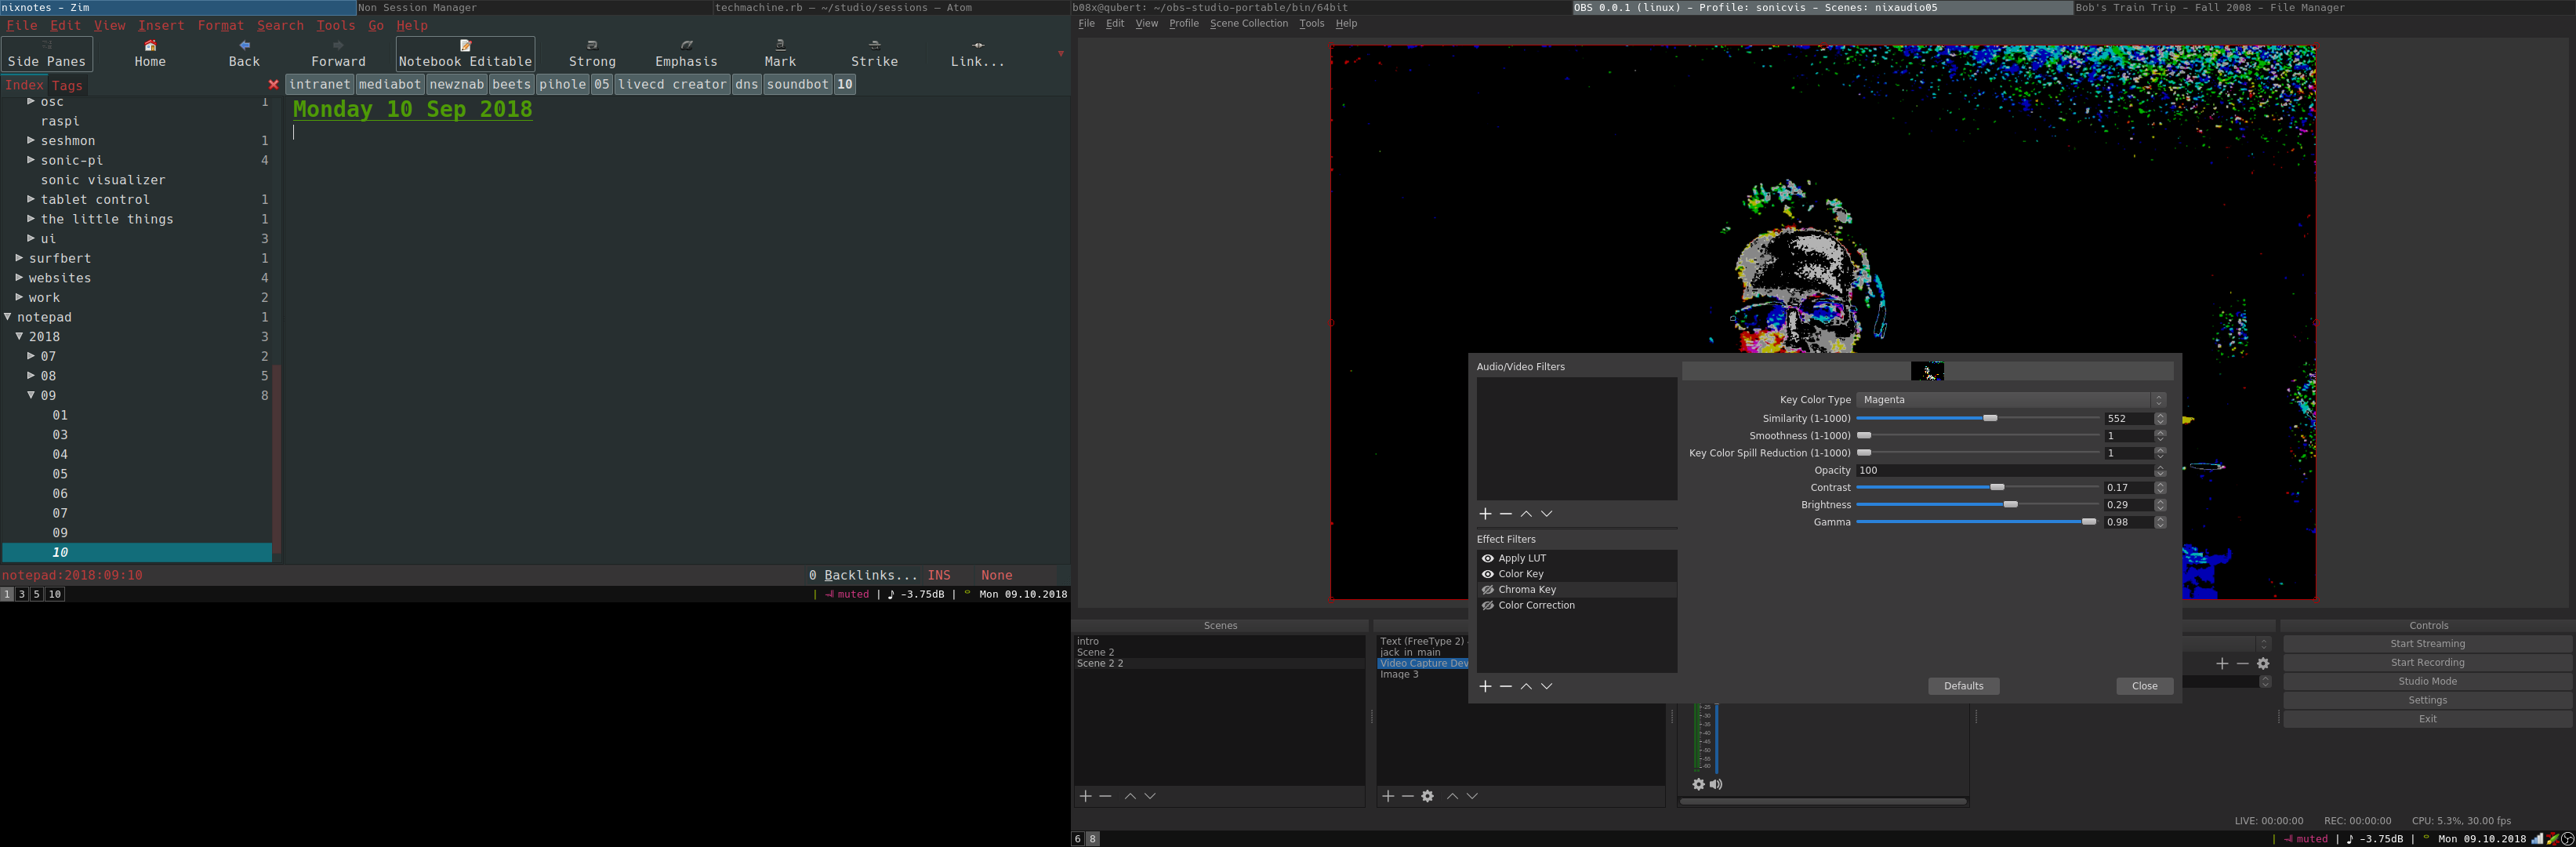 nixnotes - Zim
Non Session Manager
techmachine.rb — ~/studio/sessions — Atom
File Edit View Insert Format Search Tools Go Help
Side Panes Home Back Forward Notebook Editable Strong Emphasis Mark Strike Link...
Index Tags
intranet mediabot newznab beets pihole 05 livecd creator dns soundbot 10
osc 1
raspi
seshmon 1
sonic-pi 4
sonic visualizer
tablet control 1
the little things 1
ui 3
surfbert 1
websites 4
work 2
notepad 1
2018 3
07 2
08 5
09 8
01
03
04
05
06
07
09
10
Monday 10 Sep 2018
notepad:2018:09:10
0 Backlinks... INS None
1 3 5 10
| muted | ♪ -3.75dB | Mon 09.10.2018
b08x@qubert: ~/obs-studio-portable/bin/64bit
OBS 0.0.1 (linux) - Profile: sonicvis - Scenes: nixaudio05
Bob's Train Trip - Fall 2008 - File Manager
File Edit View Profile Scene Collection Tools Help
Audio/Video Filters
Effect Filters
Apply LUT
Color Key
Chroma Key
Color Correction
Key Color Type Magenta
Similarity (1-1000) 552
Smoothness (1-1000) 1
Key Color Spill Reduction (1-1000) 1
Opacity 100
Contrast 0.17
Brightness 0.29
Gamma 0.98
Defaults Close
Scenes
intro
Scene 2
Scene 2 2
Text (FreeType 2)
jack in main
Video Capture Dev
Image 3
-25
-30
-35
-40
-45
-50
-55
-60
Controls
Start Streaming
Start Recording
Studio Mode
Settings
Exit
LIVE: 00:00:00 REC: 00:00:00 CPU: 5.3%, 30.00 fps
6 8
| muted | ♪ -3.75dB | Mon 09.10.2018